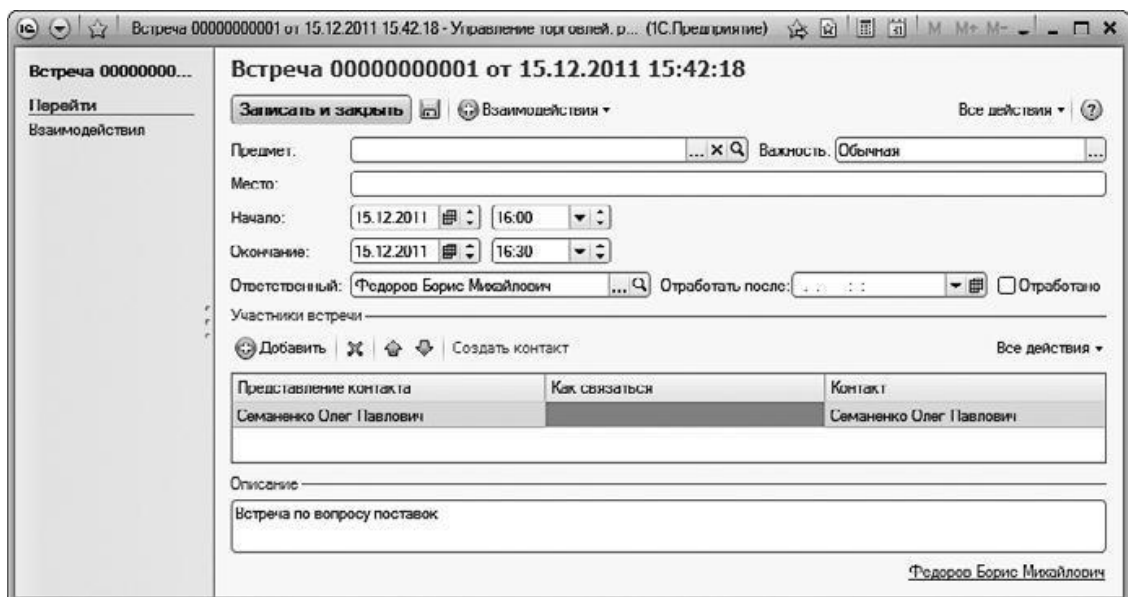 Встреча 00000000001 от 15.12.2011 15:42:18 - Управление торговлей, р... (1С:Предприятие) M M+ M-
Встреча 00000000...
Перейти
Взаимодействия
Встреча 00000000001 от 15.12.2011 15:42:18
Записать и закрыть Взаимодействия Все действия ?
Предмет: ... Важность: Обычная ...
Место:
Начало: 15.12.2011 16:00
Окончание: 15.12.2011 16:30
Ответственный: Федоров Борис Михайлович ... Отработать после: . . : : Отработано
Участники встречи
Добавить Создать контакт Все действия
Представление контакта Как связаться Контакт
Семаненко Олег Павлович Семаненко Олег Павлович
Описание
Встреча по вопросу поставок
Федоров Борис Михайлович